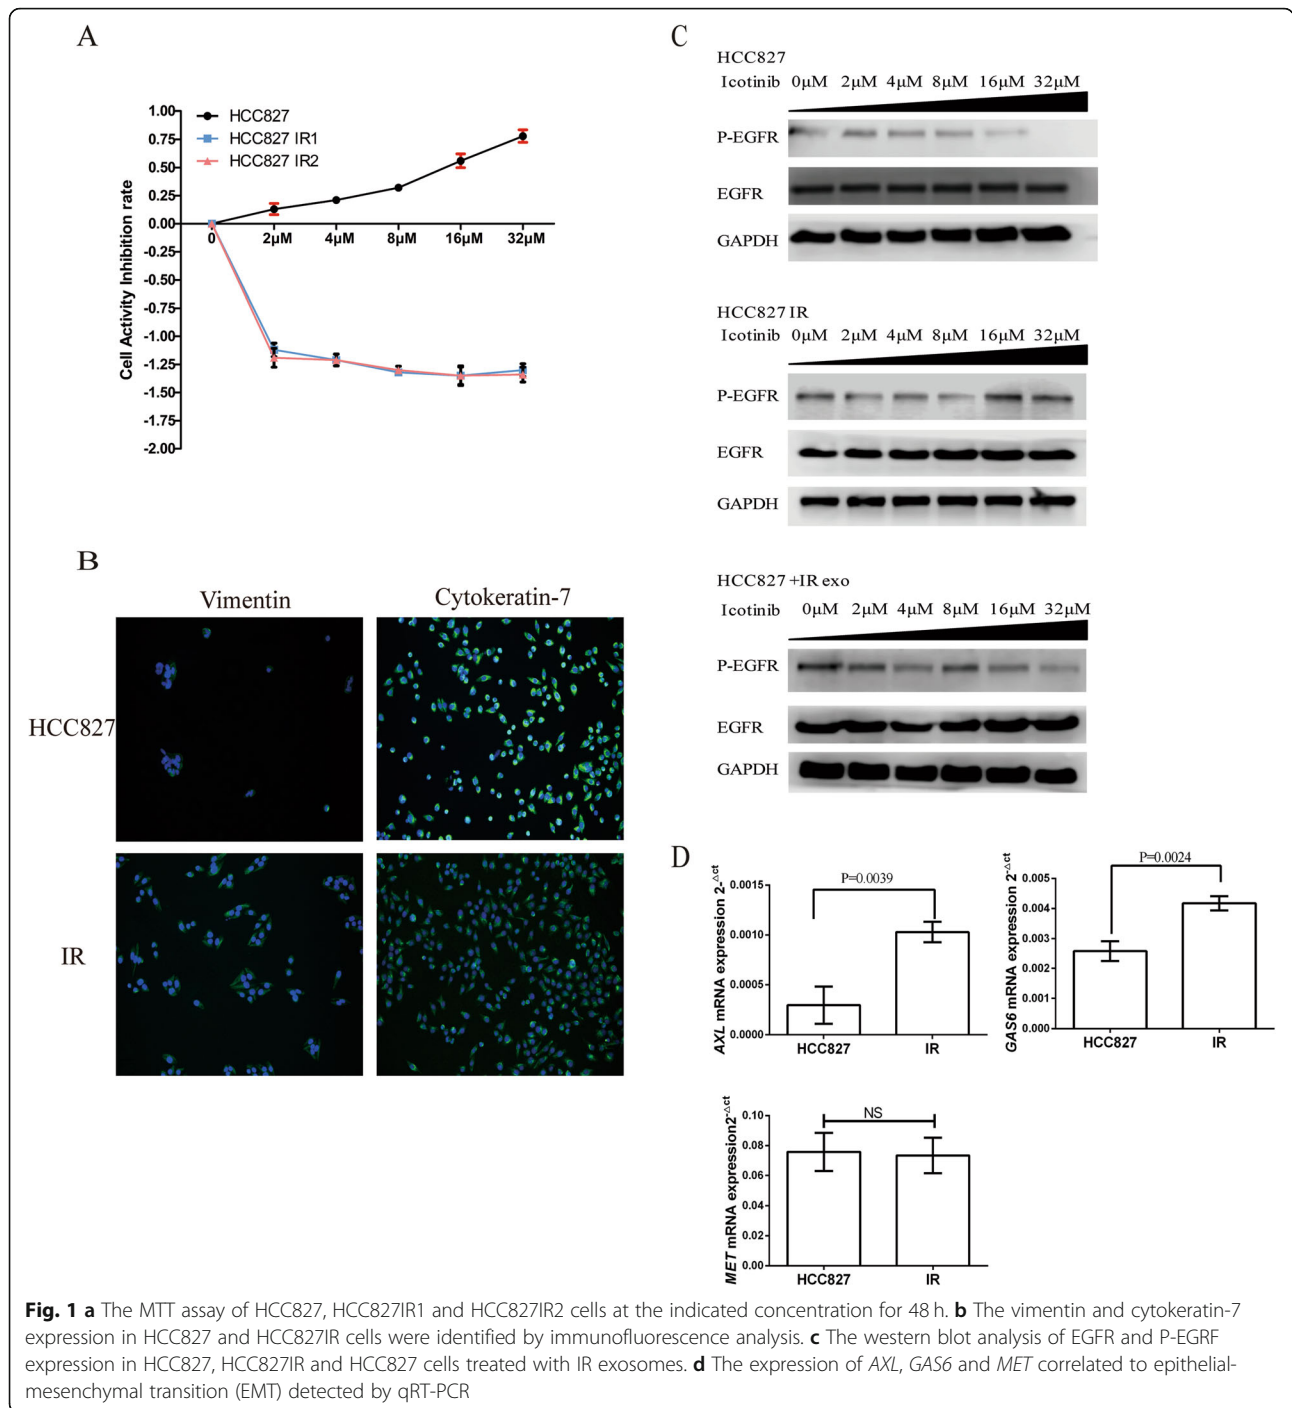 A
1.00
0.75
0.50
0.25
0.00
-0.25
-0.50
-0.75
-1.00
-1.25
-1.50
-1.75
-2.00
Cell Activity Inhibition rate
HCC827
HCC827 IR1
HCC827 IR2
0 2μM 4μM 8μM 16μM 32μM
B
Vimentin Cytokeratin-7
HCC827
IR
C
HCC827
Icotinib 0μM 2μM 4μM 8μM 16μM 32μM
P-EGFR
EGFR
GAPDH
HCC827 IR
Icotinib 0μM 2μM 4μM 8μM 16μM 32μM
P-EGFR
EGFR
GAPDH
HCC827 +IR exo
Icotinib 0μM 2μM 4μM 8μM 16μM 32μM
P-EGFR
EGFR
GAPDH
D
AXL mRNA expression 2-△ct
0.0015
0.0010
0.0005
0.0000
P=0.0039
HCC827 IR
GAS6 mRNA expression 2-△ct
0.005
0.004
0.003
0.002
0.001
0.000
P=0.0024
HCC827 IR
MET mRNA expression2-△ct
0.10
0.08
0.06
0.04
0.02
0.00
NS
HCC827 IR
Fig. 1 a The MTT assay of HCC827, HCC827IR1 and HCC827IR2 cells at the indicated concentration for 48 h. b The vimentin and cytokeratin-7
expression in HCC827 and HCC827IR cells were identified by immunofluorescence analysis. c The western blot analysis of EGFR and P-EGRF
expression in HCC827, HCC827IR and HCC827 cells treated with IR exosomes. d The expression of AXL, GAS6 and MET correlated to epithelial-
mesenchymal transition (EMT) detected by qRT-PCR